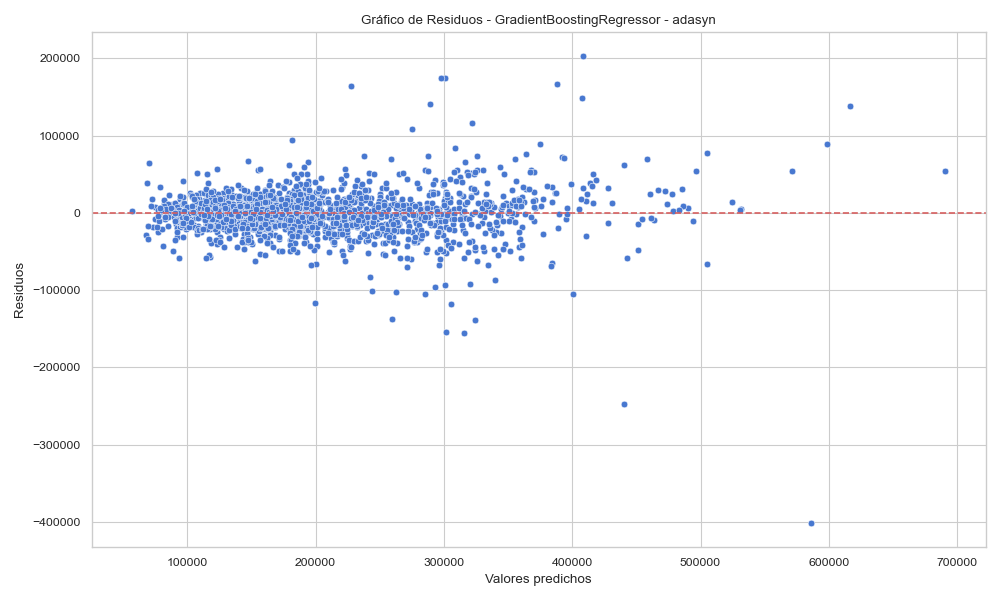 Gráfico de Residuos - GradientBoostingRegressor - adasyn
200000
100000
0
−100000
−200000
−300000
−400000
Residuos
100000 200000 300000 400000 500000 600000 700000
Valores predichos